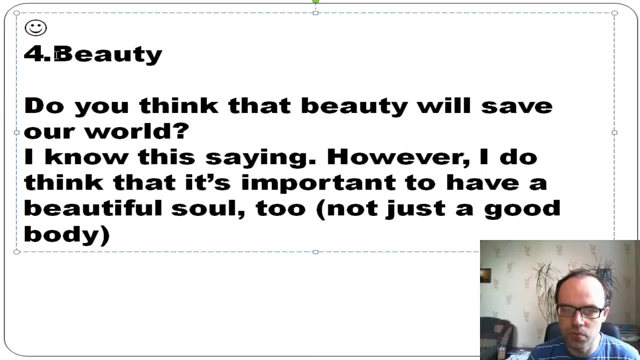 4.Beauty
Do you think that beauty will save
our world?
I know this saying. However, I do
think that it’s important to have a
beautiful soul, too (not just a good
body)